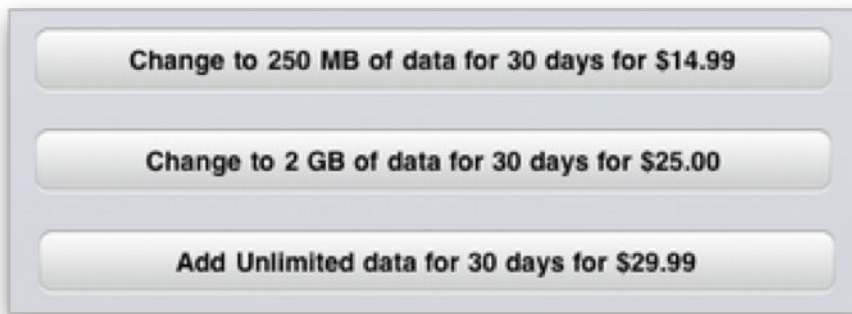 Change to 250 MB of data for 30 days for $14.99
Change to 2 GB of data for 30 days for $25.00
Add Unlimited data for 30 days for $29.99